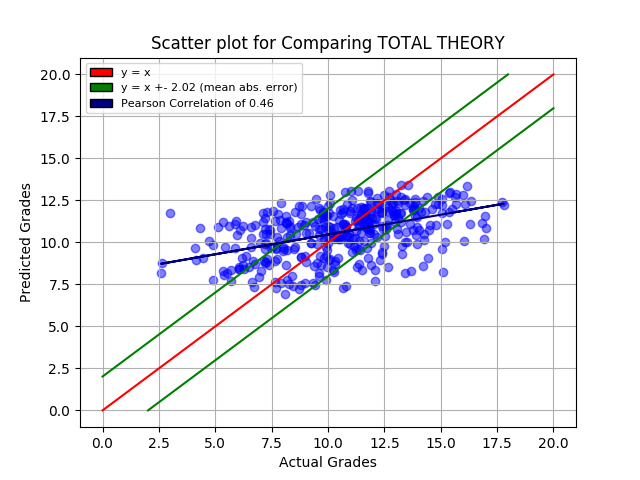 Scatter plot for Comparing TOTAL THEORY
y = x
y = x +- 2.02 (mean abs. error)
Pearson Correlation of 0.46
20.0
17.5
15.0
12.5
10.0
7.5
5.0
2.5
0.0
Predicted Grades
0.0 2.5 5.0 7.5 10.0 12.5 15.0 17.5 20.0
Actual Grades